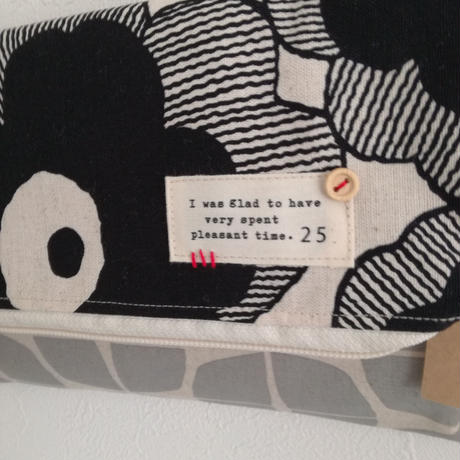 I was glad to have
very spent
pleasant time. 25